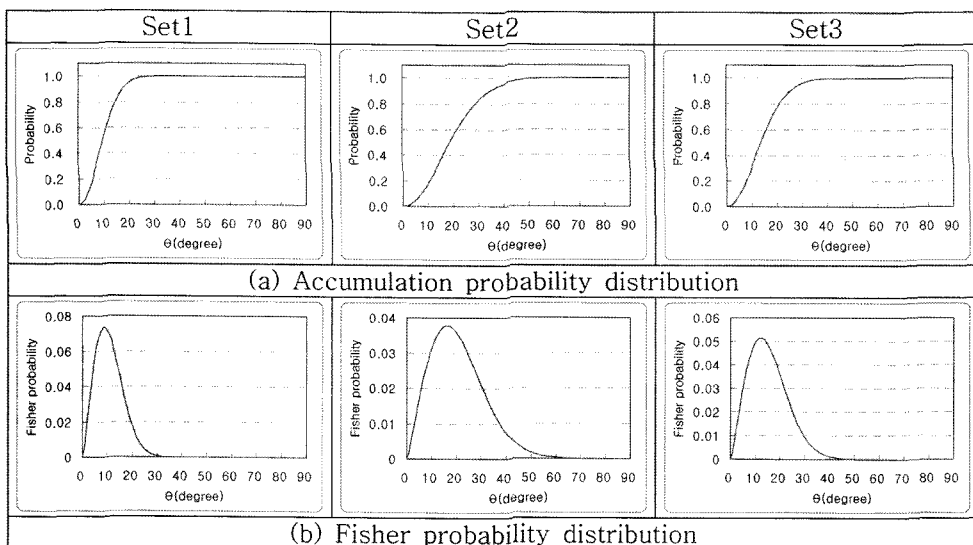 Set1 Set2 Set3
Probability
1.0
0.8
0.6
0.4
0.2
0.0
0 10 20 30 40 50 60 70 80 90
θ(degree)
Probability
1.0
0.8
0.6
0.4
0.2
0.0
0 10 20 30 40 50 60 70 80 90
θ(degree)
Probability
1.0
0.8
0.6
0.4
0.2
0.0
0 10 20 30 40 50 60 70 80 90
θ(degree)
(a) Accumulation probability distribution
Fisher probability
0.08
0.06
0.04
0.02
0
0 10 20 30 40 50 60 70 80 90
θ(degree)
Fisher probability
0.04
0.03
0.02
0.01
0
0 10 20 30 40 50 60 70 80 90
θ(degree)
Fisher probability
0.06
0.05
0.04
0.03
0.02
0.01
0
0 10 20 30 40 50 60 70 80 90
θ(degree)
(b) Fisher probability distribution